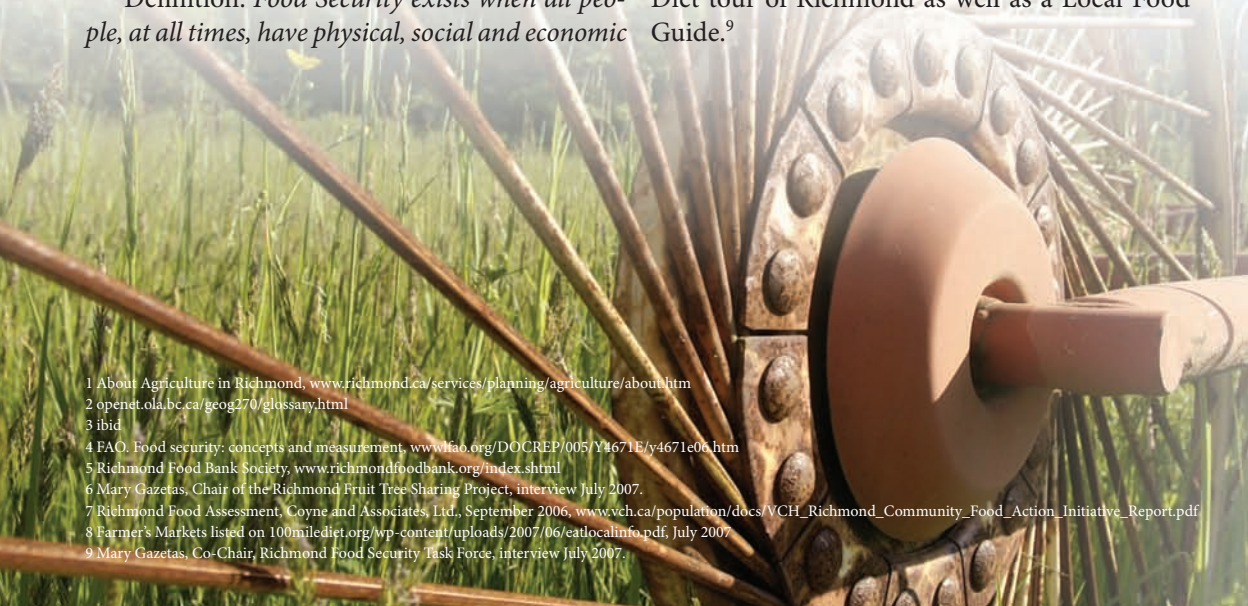 Definition: Food Security exists when all peo-
ple, at all times, have physical, social and economic
Diet tour of Richmond as well as a Local Food
Guide.9
1 About Agriculture in Richmond, www.richmond.ca/services/planning/agriculture/about.htm
2 openet.ola.bc.ca/geog270/glossary.html
3 ibid
4 FAO. Food security: concepts and measurement, www.fao.org/DOCREP/005/Y4671E/y4671e06.htm
5 Richmond Food Bank Society, www.richmondfoodbank.org/index.shtml
6 Mary Gazetas, Chair of the Richmond Fruit Tree Sharing Project, interview July 2007.
7 Richmond Food Assessment, Coyne and Associates, Ltd., September 2006, www.vch.ca/population/docs/VCH_Richmond_Community_Food_Action_Initiative_Report.pdf
8 Farmer's Markets listed on 100milediet.org/wp-content/uploads/2007/06/eatlocalinfo.pdf, July 2007
9 Mary Gazetas, Co-Chair, Richmond Food Security Task Force, interview July 2007.